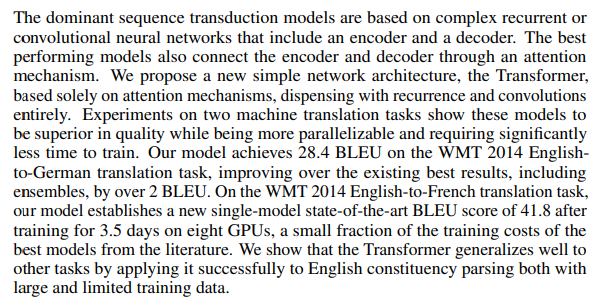 The dominant sequence transduction models are based on complex recurrent or
convolutional neural networks that include an encoder and a decoder. The best
performing models also connect the encoder and decoder through an attention
mechanism. We propose a new simple network architecture, the Transformer,
based solely on attention mechanisms, dispensing with recurrence and convolutions
entirely. Experiments on two machine translation tasks show these models to
be superior in quality while being more parallelizable and requiring significantly
less time to train. Our model achieves 28.4 BLEU on the WMT 2014 English-
to-German translation task, improving over the existing best results, including
ensembles, by over 2 BLEU. On the WMT 2014 English-to-French translation task,
our model establishes a new single-model state-of-the-art BLEU score of 41.8 after
training for 3.5 days on eight GPUs, a small fraction of the training costs of the
best models from the literature. We show that the Transformer generalizes well to
other tasks by applying it successfully to English constituency parsing both with
large and limited training data.